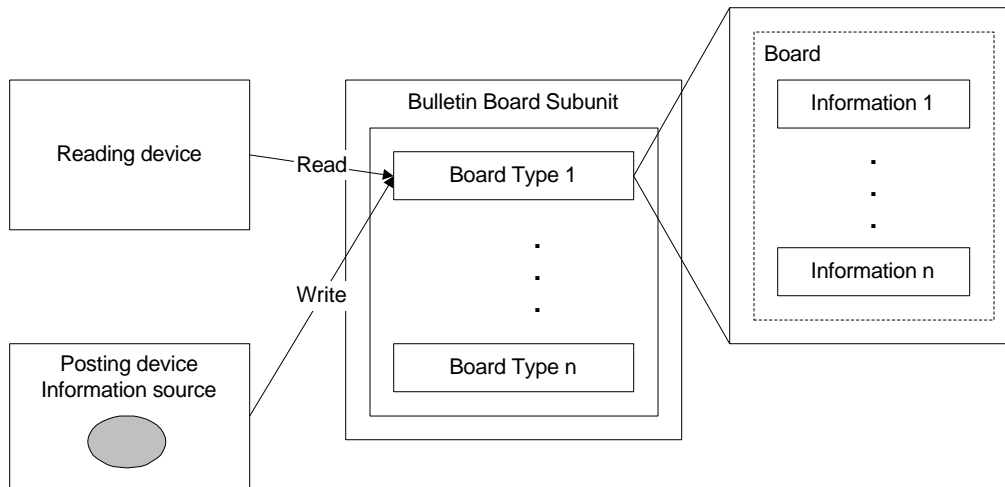 Reading device
Read
Write
Posting device
Information source
Bulletin Board Subunit
Board Type 1
Board Type n
Board
Information 1
Information n